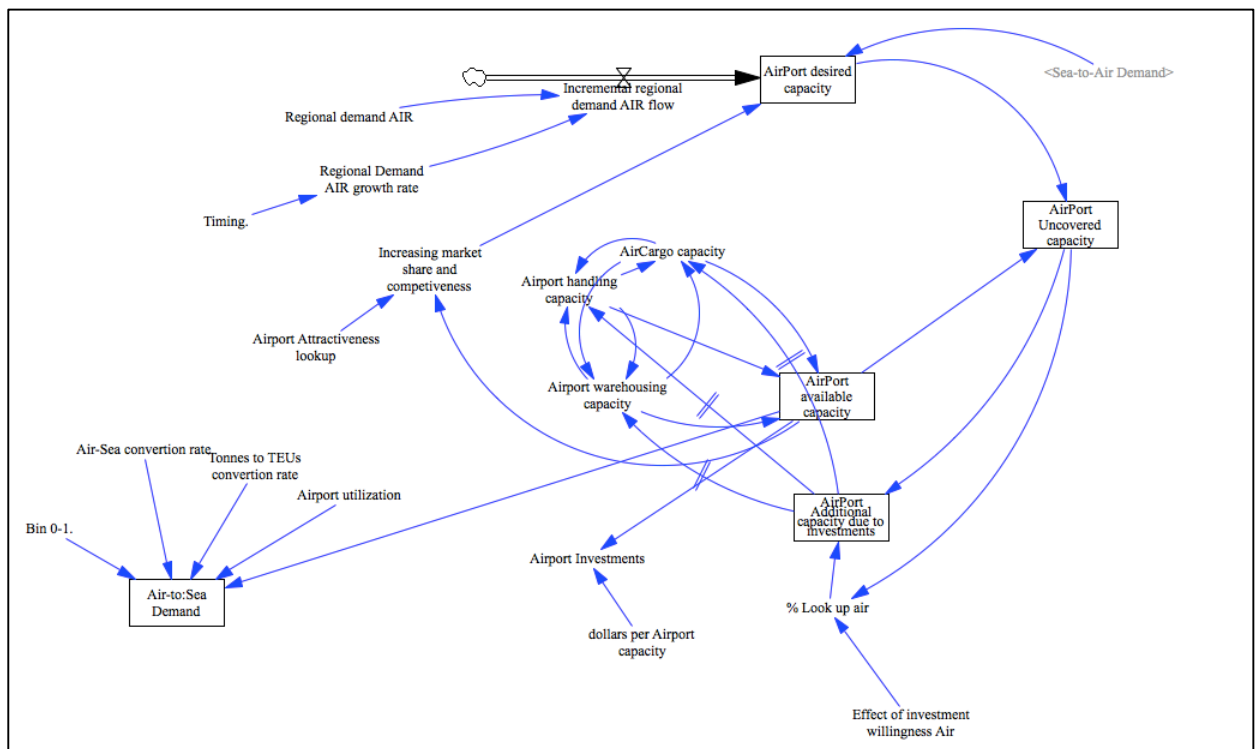 AirPort desired
capacity
<Sea-to-Air Demand>
Incremental regional
demand AIR flow
Regional demand AIR
Regional Demand
AIR growth rate
Timing.
AirPort
Uncovered
capacity
Increasing market
share and
competiveness
AirCargo capacity
Airport handling
capacity
Airport Attractiveness
lookup
Airport warehousing
capacity
AirPort
available
capacity
Air-Sea convertion rate
Tonnes to TEUs
convertion rate
Airport utilization
Bin 0-1.
AirPort
Additional
capacity due to
investments
Airport Investments
Air-to:Sea
Demand
% Look up air
dollars per Airport
capacity
Effect of investment
willingness Air